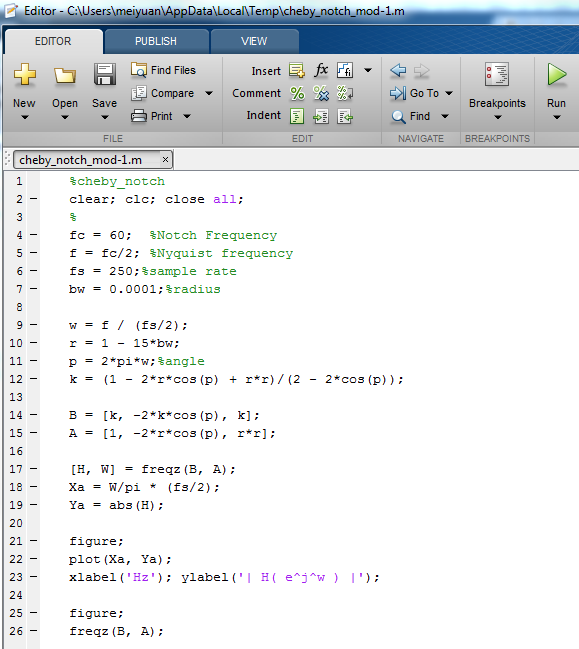 Editor - C:\Users\meiyuan\AppData\Local\Temp\cheby_notch_mod-1.m
EDITOR PUBLISH VIEW
New Open Save Find Files Compare Print
Insert fx Comment Indent
Go To Find
Breakpoints Run
FILE EDIT NAVIGATE BREAKPOINTS
cheby_notch_mod-1.m ×
1 %cheby_notch
2 – clear; clc; close all;
3 %
4 – fc = 60;  %Notch Frequency
5 – f = fc/2; %Nyquist frequency
6 – fs = 250;%sample rate
7 – bw = 0.0001;%radius
8
9 – w = f / (fs/2);
10 – r = 1 - 15*bw;
11 – p = 2*pi*w;%angle
12 – k = (1 - 2*r*cos(p) + r*r)/(2 - 2*cos(p));
13
14 – B = [k, -2*k*cos(p), k];
15 – A = [1, -2*r*cos(p), r*r];
16
17 – [H, W] = freqz(B, A);
18 – Xa = W/pi * (fs/2);
19 – Ya = abs(H);
20
21 – figure;
22 – plot(Xa, Ya);
23 – xlabel('Hz'); ylabel('| H( e^j^w ) |');
24
25 – figure;
26 – freqz(B, A);